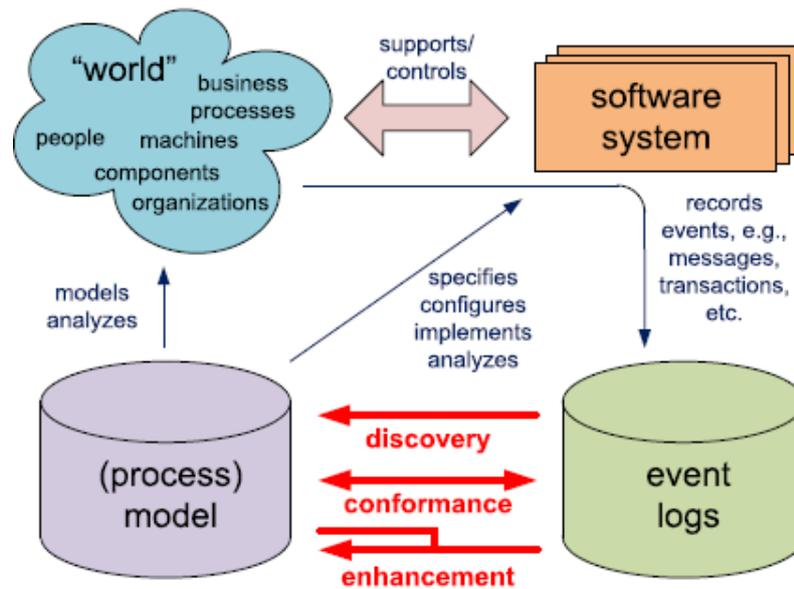 “world”
business
processes
people
machines
components
organizations
supports/
controls
software
system
records
events, e.g.,
messages,
transactions,
etc.
models
analyzes
specifies
configures
implements
analyzes
(process)
model
discovery
conformance
enhancement
event
logs